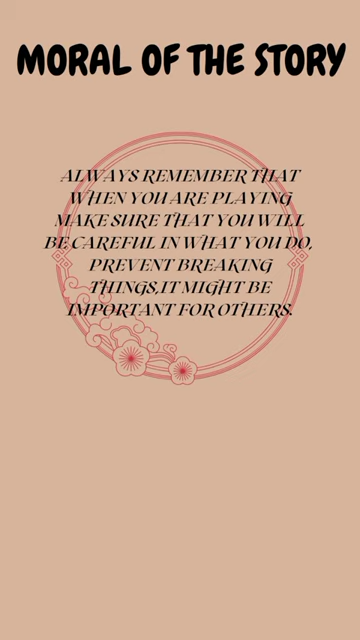 MORAL OF THE STORY
ALWAYS REMEMBER THAT
WHEN YOU ARE PLAYING
MAKE SURE THAT YOU WILL
BE CAREFUL IN WHAT YOU DO,
PREVENT BREAKING
THINGS,IT MIGHT BE
IMPORTANT FOR OTHERS.